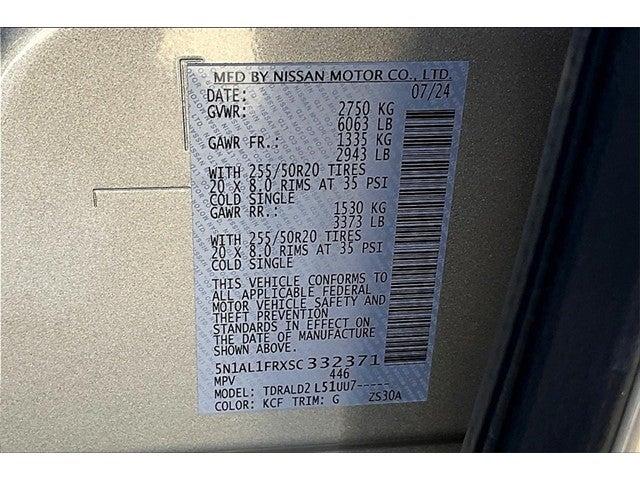 MFD BY NISSAN MOTOR CO., LTD.
DATE: 07/24
GVWR: 2750 KG
6063 LB
GAWR FR.: 1335 KG
2943 LB
WITH 255/50R20 TIRES
20 X 8.0 RIMS AT 35 PSI
COLD SINGLE
GAWR RR.: 1530 KG
3373 LB
WITH 255/50R20 TIRES
20 X 8.0 RIMS AT 35 PSI
COLD SINGLE
THIS VEHICLE CONFORMS TO
ALL APPLICABLE FEDERAL
MOTOR VEHICLE SAFETY AND
THEFT PREVENTION
STANDARDS IN EFFECT ON
THE DATE OF MANUFACTURE
SHOWN ABOVE.
5N1AL1FRXSC332371
MPV 446
MODEL: TDRALD2 L51UU7-----
COLOR: KCF TRIM: G ZS30A